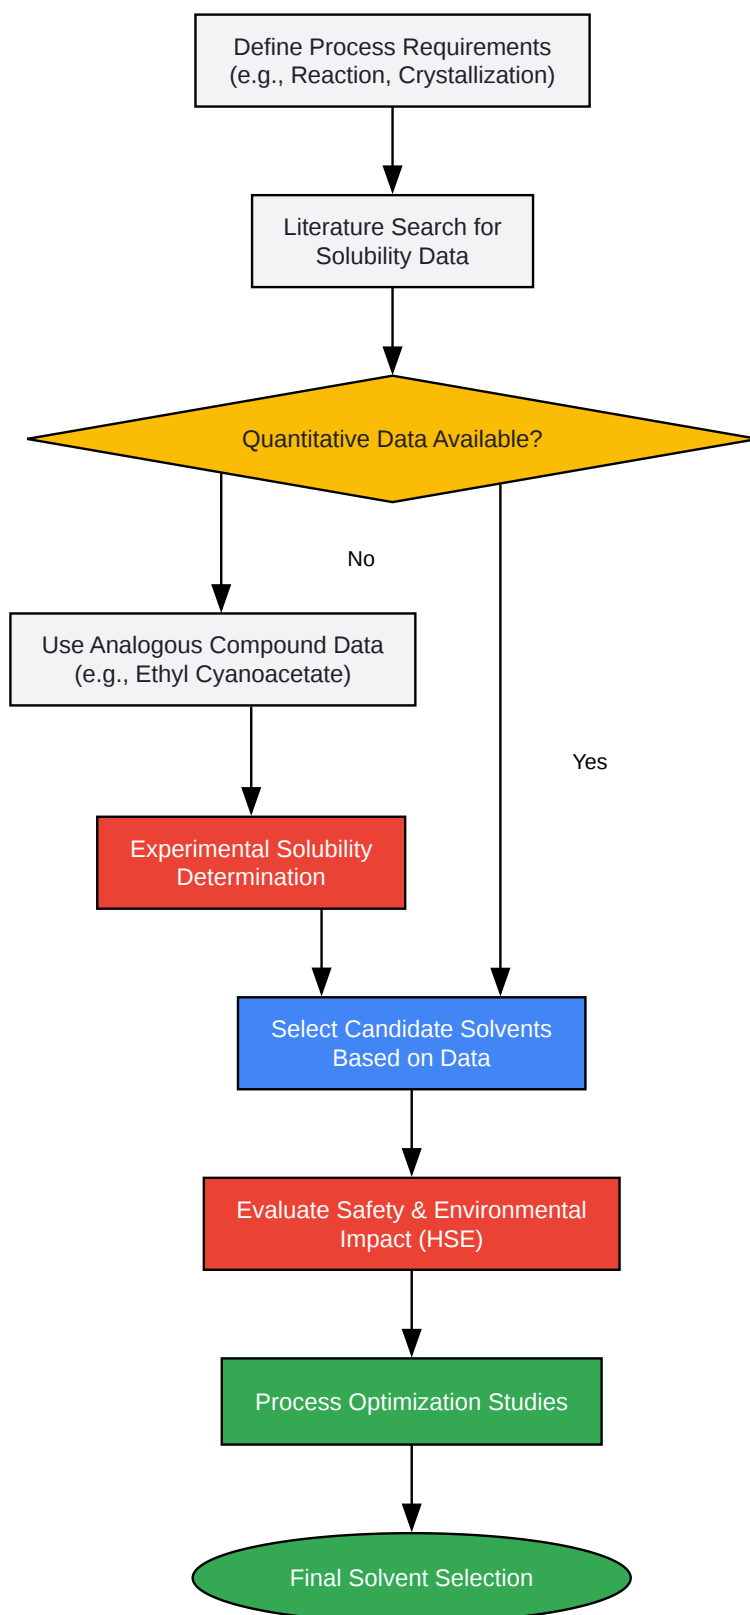 Define Process Requirements
(e.g., Reaction, Crystallization)
Literature Search for
Solubility Data
Quantitative Data Available?
No
Use Analogous Compound Data
(e.g., Ethyl Cyanoacetate)
Yes
Experimental Solubility
Determination
Select Candidate Solvents
Based on Data
Evaluate Safety & Environmental
Impact (HSE)
Process Optimization Studies
Final Solvent Selection